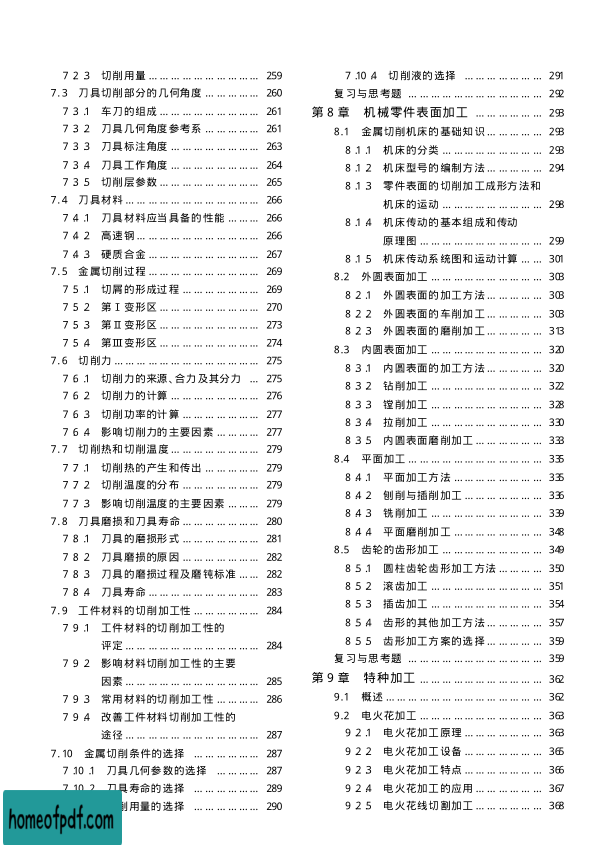 7.2.3 切削用量 …………………… 259
7.3 刀具切削部分的几何角度 ………… 260
7.3.1 车刀的组成 ………………… 261
7.3.2 刀具几何角度参考系 ………… 261
7.3.3 刀具标注角度 ……………… 263
7.3.4 刀具工作角度 ……………… 264
7.3.5 切削层参数 ………………… 265
7.4 刀具材料 ……………………… 266
7.4.1 刀具材料应当具备的性能 …… 266
7.4.2 高速钢 ……………………… 266
7.4.3 硬质合金 …………………… 267
7.5 金属切削过程 ………………… 269
7.5.1 切屑的形成过程 …………… 269
7.5.2 第Ⅰ变形区 ………………… 270
7.5.3 第Ⅱ变形区 ………………… 273
7.5.4 第Ⅲ变形区 ………………… 274
7.6 切削力 ………………………… 275
7.6.1 切削力的来源、合力及其分力 … 275
7.6.2 切削力的计算 ……………… 276
7.6.3 切削功率的计算 …………… 277
7.6.4 影响切削力的主要因素 ……… 277
7.7 切削热和切削温度 ……………… 279
7.7.1 切削热的产生和传出 ………… 279
7.7.2 切削温度的分布 …………… 279
7.7.3 影响切削温度的主要因素 …… 279
7.8 刀具磨损和刀具寿命 …………… 280
7.8.1 刀具的磨损形式 …………… 281
7.8.2 刀具磨损的原因 …………… 282
7.8.3 刀具的磨损过程及磨钝标准 … 282
7.8.4 刀具寿命 …………………… 283
7.9 工件材料的切削加工性 ………… 284
7.9.1 工件材料的切削加工性的
评定 ……………………… 284
7.9.2 影响材料切削加工性的主要
因素 ……………………… 285
7.9.3 常用材料的切削加工性 ……… 286
7.9.4 改善工件材料切削加工性的
途径 ……………………… 287
7.10 金属切削条件的选择 ………… 287
7.10.1 刀具几何参数的选择 ……… 287
7.10.2 刀具寿命的选择 ………… 289
削用量的选择 ………… 290
7.10.4 切削液的选择 …………… 291
复习与思考题 …………………… 292
第8章 机械零件表面加工 ………… 293
8.1 金属切削机床的基础知识 ……… 293
8.1.1 机床的分类 ………………… 293
8.1.2 机床型号的编制方法 ………… 294
8.1.3 零件表面的切削加工成形方法和
机床的运动 ………………… 298
8.1.4 机床传动的基本组成和传动
原理图 …………………… 299
8.1.5 机床传动系统图和运动计算 … 301
8.2 外圆表面加工 ………………… 303
8.2.1 外圆表面的加工方法 ………… 303
8.2.2 外圆表面的车削加工 ………… 303
8.2.3 外圆表面的磨削加工 ………… 313
8.3 内圆表面加工 ………………… 320
8.3.1 内圆表面的加工方法 ………… 320
8.3.2 钻削加工 …………………… 322
8.3.3 镗削加工 …………………… 328
8.3.4 拉削加工 …………………… 330
8.3.5 内圆表面磨削加工 ………… 333
8.4 平面加工 ……………………… 335
8.4.1 平面加工方法 ……………… 335
8.4.2 刨削与插削加工 …………… 336
8.4.3 铣削加工 …………………… 339
8.4.4 平面磨削加工 ……………… 348
8.5 齿轮的齿形加工 ……………… 349
8.5.1 圆柱齿轮齿形加工方法 ……… 350
8.5.2 滚齿加工 …………………… 351
8.5.3 插齿加工 …………………… 354
8.5.4 齿形的其他加工方法 ………… 357
8.5.5 齿形加工方案的选择 ………… 359
复习与思考题 …………………… 359
第9章 特种加工 ………………… 362
9.1 概述 …………………………… 362
9.2 电火花加工 …………………… 363
9.2.1 电火花加工原理 …………… 363
9.2.2 电火花加工设备 …………… 365
9.2.3 电火花加工特点 …………… 366
9.2.4 电火花加工的应用 ………… 367
9.2.5 电火花线切割加工 ………… 368
homeofpdf.com